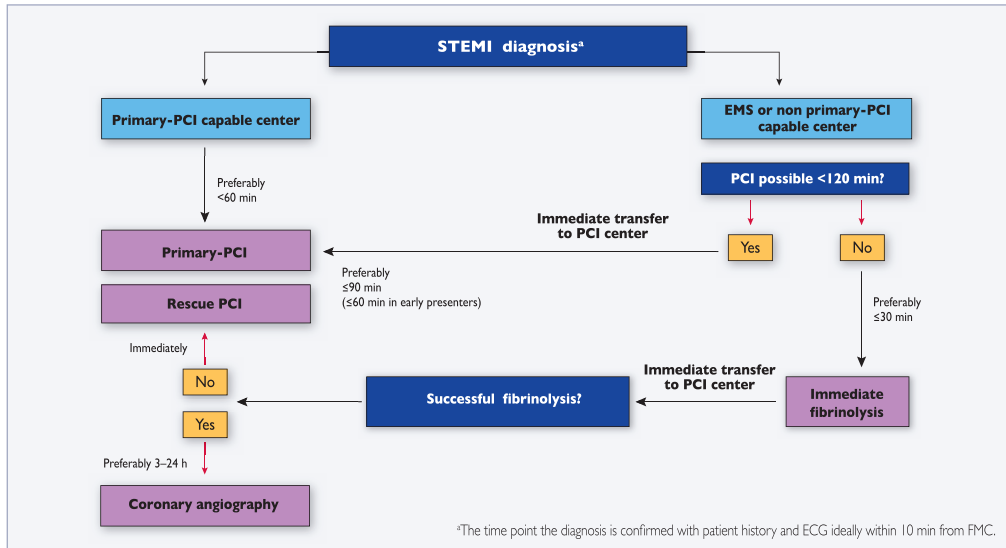 STEMI diagnosisᵃ
Primary-PCI capable center
EMS or non primary-PCI
capable center
PCI possible <120 min?
Preferably
<60 min
Immediate transfer
to PCI center
Yes
No
Primary-PCI
Preferably
≤90 min
(≤60 min in early presenters)
Preferably
≤30 min
Rescue PCI
Immediately
No
Immediate transfer
to PCI center
Successful fibrinolysis?
Immediate
fibrinolysis
Yes
Preferably 3–24 h
Coronary angiography
ᵃThe time point the diagnosis is confirmed with patient history and ECG ideally within 10 min from FMC.